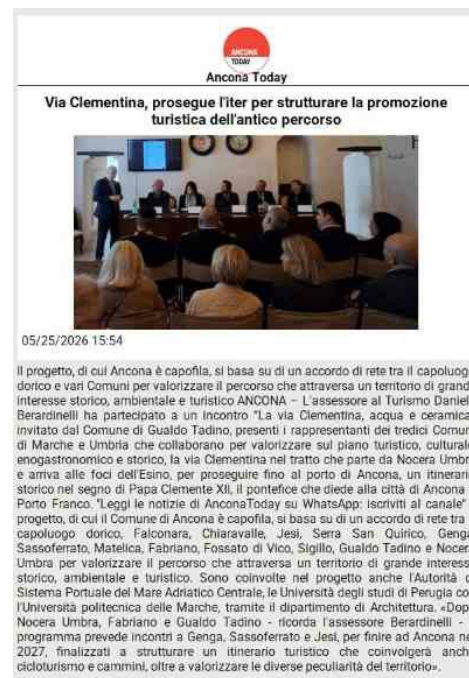 ANCONA
TODAY
Ancona Today
Via Clementina, prosegue l'iter per strutturare la promozione
turistica dell'antico percorso
05/25/2026 15:54
Il progetto, di cui Ancona è capofila, si basa su di un accordo di rete tra il capoluog
dorico e vari Comuni per valorizzare il percorso che attraversa un territorio di grand
interesse storico, ambientale e turistico ANCONA – L'assessore al Turismo Daniel
Berardinelli ha partecipato a un incontro "La via Clementina, acqua e ceramica
invitato dal Comune di Gualdo Tadino, presenti i rappresentanti dei tredici Comun
di Marche e Umbria che collaborano per valorizzare sul piano turistico, cultural
enogastronomico e storico, la via Clementina nel tratto che parte da Nocera Umbr
e arriva alle foci dell'Esino, per proseguire fino al porto di Ancona, un itinerari
storico nel segno di Papa Clemente XII, il pontefice che diede alla città di Ancona
Porto Franco. "Leggi le notizie di AnconaToday su WhatsApp: iscriviti al canale"
progetto, di cui il Comune di Ancona è capofila, si basa su di un accordo di rete tra
capoluogo dorico, Falconara, Chiaravalle, Jesi, Serra San Quirico, Genga
Sassoferrato, Matelica, Fabriano, Fossato di Vico, Sigillo, Gualdo Tadino e Nocer
Umbra per valorizzare il percorso che attraversa un territorio di grande interess
storico, ambientale e turistico. Sono coinvolte nel progetto anche l'Autorità d
Sistema Portuale del Mare Adriatico Centrale, le Università degli studi di Perugia co
l'Università politecnica delle Marche, tramite il dipartimento di Architettura. «Dop
Nocera Umbra, Fabriano e Gualdo Tadino - ricorda l'assessore Berardinelli -
programma prevede incontri a Genga, Sassoferrato e Jesi, per finire ad Ancona ne
2027, finalizzati a strutturare un itinerario turistico che coinvolgerà anch
cicloturismo e cammini, oltre a valorizzare le diverse peculiarità del territorio».